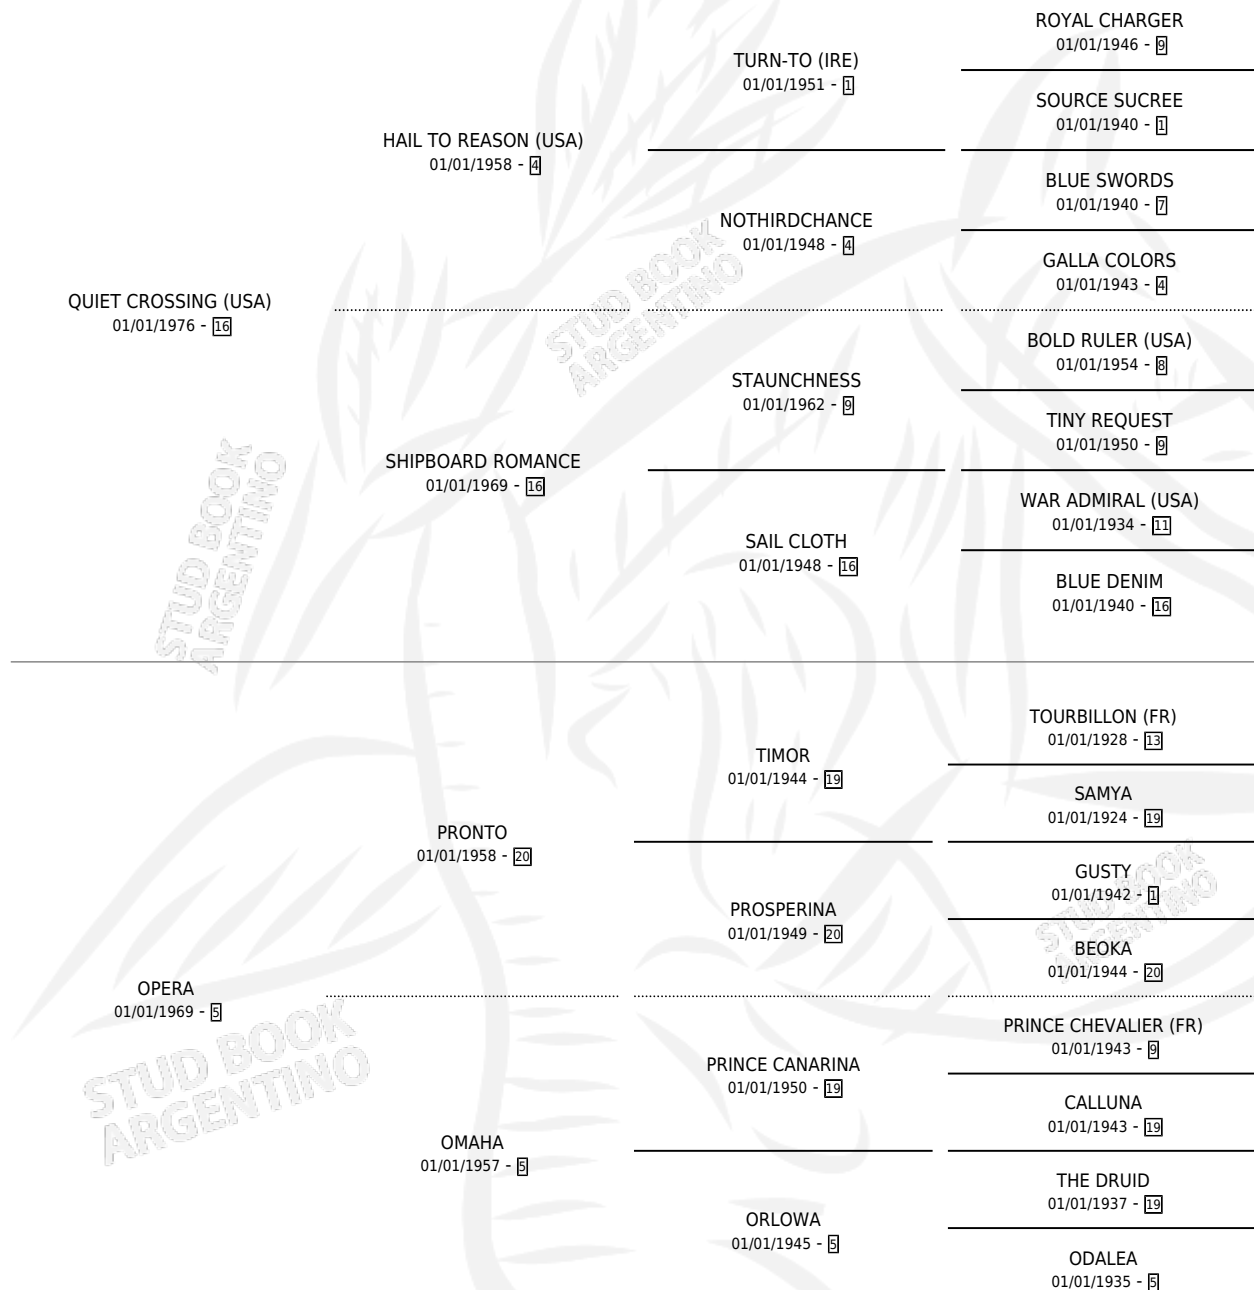 ROYAL CHARGER
01/01/1946 - 9
TURN-TO (IRE)
01/01/1951 - 1
SOURCE SUCREE
01/01/1940 - 1
HAIL TO REASON (USA)
01/01/1958 - 4
BLUE SWORDS
01/01/1940 - 7
NOTHIRDCHANCE
01/01/1948 - 4
GALLA COLORS
01/01/1943 - 4
QUIET CROSSING (USA)
01/01/1976 - 16
BOLD RULER (USA)
01/01/1954 - 8
STAUNCHNESS
01/01/1962 - 9
TINY REQUEST
01/01/1950 - 9
SHIPBOARD ROMANCE
01/01/1969 - 16
WAR ADMIRAL (USA)
01/01/1934 - 11
SAIL CLOTH
01/01/1948 - 16
BLUE DENIM
01/01/1940 - 16
STUD BOOK
ARGENTINO
STUD BOOK
ARGENTINO
TOURBILLON (FR)
01/01/1928 - 13
TIMOR
01/01/1944 - 19
SAMYA
01/01/1924 - 19
PRONTO
01/01/1958 - 20
GUSTY
01/01/1942 - 1
PROSPERINA
01/01/1949 - 20
BEOKA
01/01/1944 - 20
OPERA
01/01/1969 - 5
PRINCE CHEVALIER (FR)
01/01/1943 - 9
PRINCE CANARINA
01/01/1950 - 19
CALLUNA
01/01/1943 - 19
OMAHA
01/01/1957 - 5
THE DRUID
01/01/1937 - 19
ORLOWA
01/01/1945 - 5
ODALEA
01/01/1935 - 5
STUD BOOK
ARGENTINO
STUD BOOK
ARGENTINO